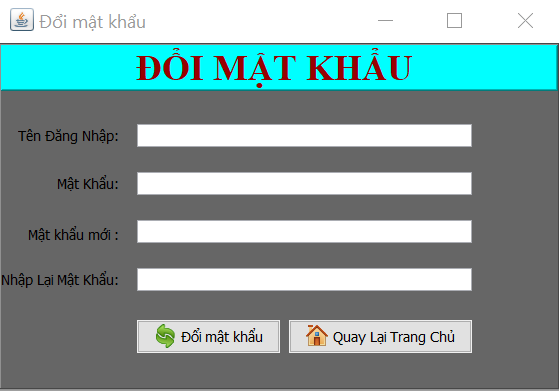 Đổi mật khẩu
ĐỔI MẬT KHẨU
Tên Đăng Nhập:
Mật Khẩu:
Mật khẩu mới :
Nhập Lại Mật Khẩu:
Đổi mật khẩu
Quay Lại Trang Chủ